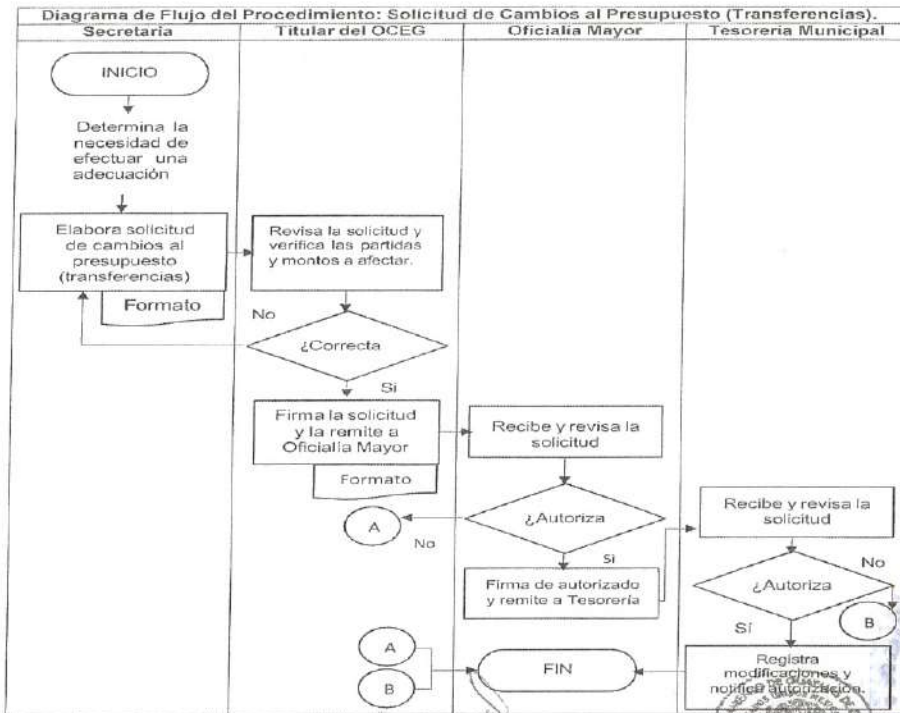 Diagrama de Flujo del Procedimiento: Solicitud de Cambios al Presupuesto (Transferencias).
Secretaria
Titular del OCEG
Oficialía Mayor
Tesorería Municipal
INICIO
Determina la
necesidad de
efectuar una
adecuación
Elabora solicitud
de cambios al
presupuesto
(transferencias)
Formato
Revisa la solicitud y
verifica las partidas
y montos a afectar.
No
¿Correcta
Si
Firma la solicitud
y la remite a
Oficialía Mayor
Formato
Recibe y revisa la
solicitud
¿Autoriza
A
No
Si
Firma de autorizado
y remite a Tesorería
Recibe y revisa la
solicitud
¿Autoriza
No
B
Sí
Registra
modificaciones y
notifica autorización.
A
B
FIN